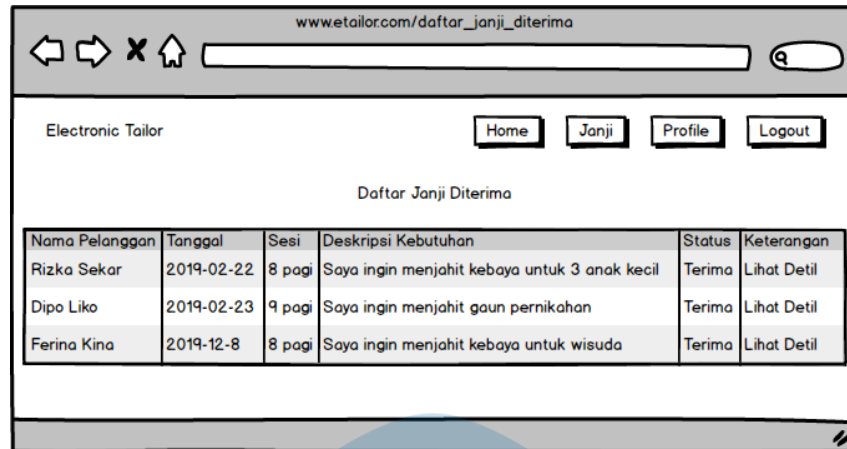 www.etailor.com/daftar_janji_diterima
Electronic Tailor Home Janji Profile Logout
Daftar Janji Diterima
Nama Pelanggan Tanggal Sesi Deskripsi Kebutuhan Status Keterangan
Rizka Sekar 2019-02-22 8 pagi Saya ingin menjahit kebaya untuk 3 anak kecil Terima Lihat Detil
Dipo Liko 2019-02-23 9 pagi Saya ingin menjahit gaun pernikahan Terima Lihat Detil
Ferina Kina 2019-12-8 8 pagi Saya ingin menjahit kebaya untuk wisuda Terima Lihat Detil